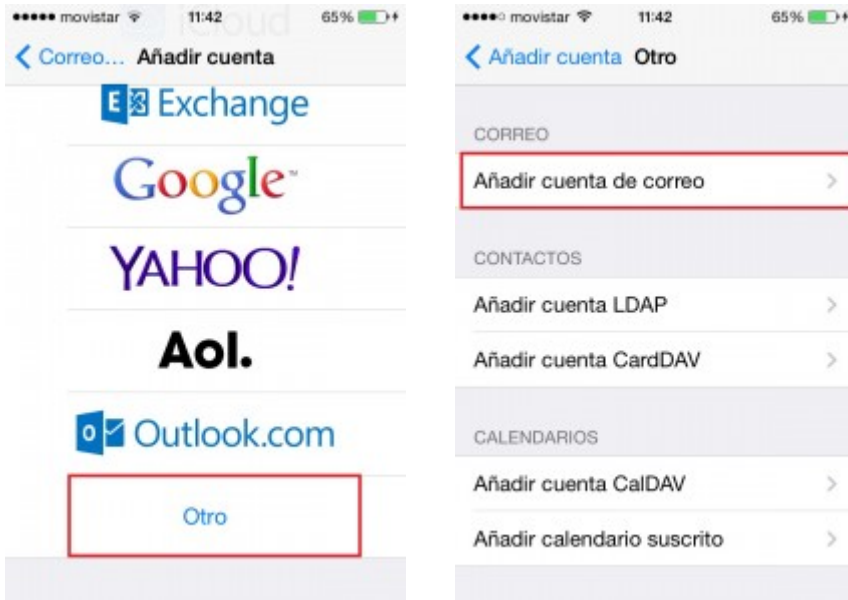 iCloud
movistar 11:42 65%
Correo... Añadir cuenta
E Exchange
Google™
YAHOO!
Aol.
o Outlook.com
Otro
movistar 11:42 65%
Añadir cuenta Otro
CORREO
Añadir cuenta de correo
CONTACTOS
Añadir cuenta LDAP
Añadir cuenta CardDAV
CALENDARIOS
Añadir cuenta CalDAV
Añadir calendario suscrito